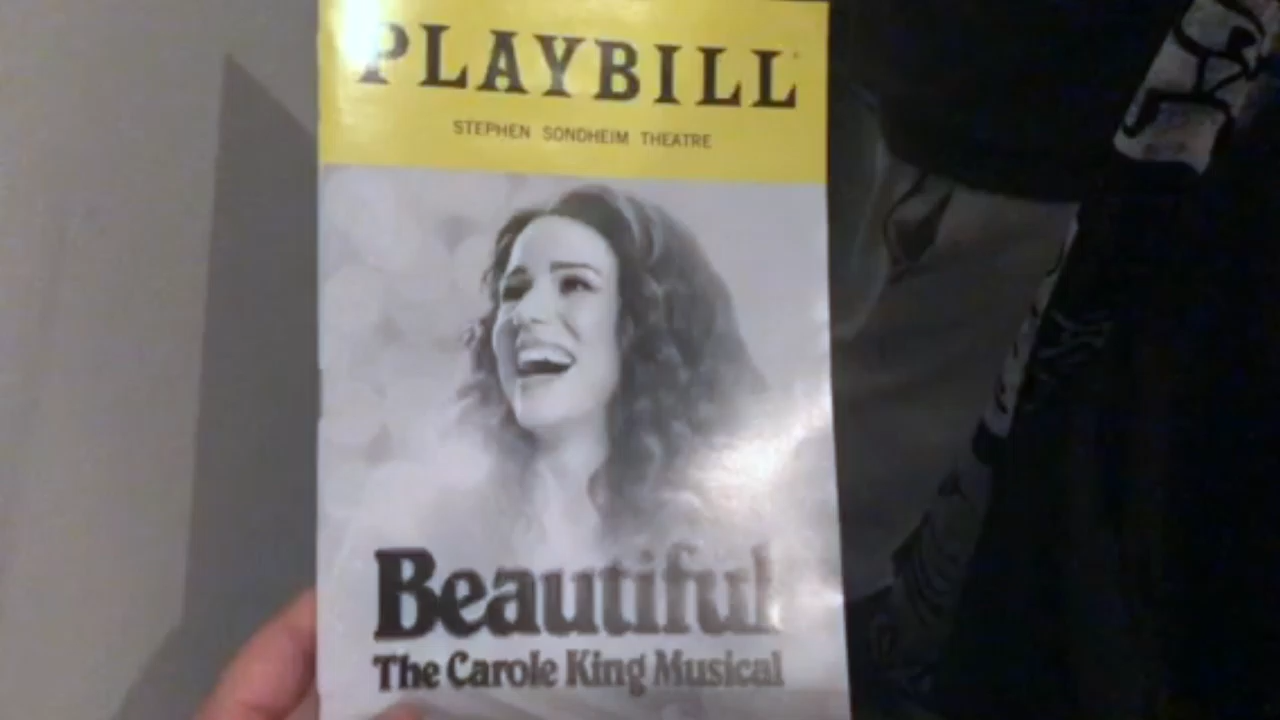 PLAYBILL
STEPHEN SONDHEIM THEATRE
Beautiful
The Carole King Musical